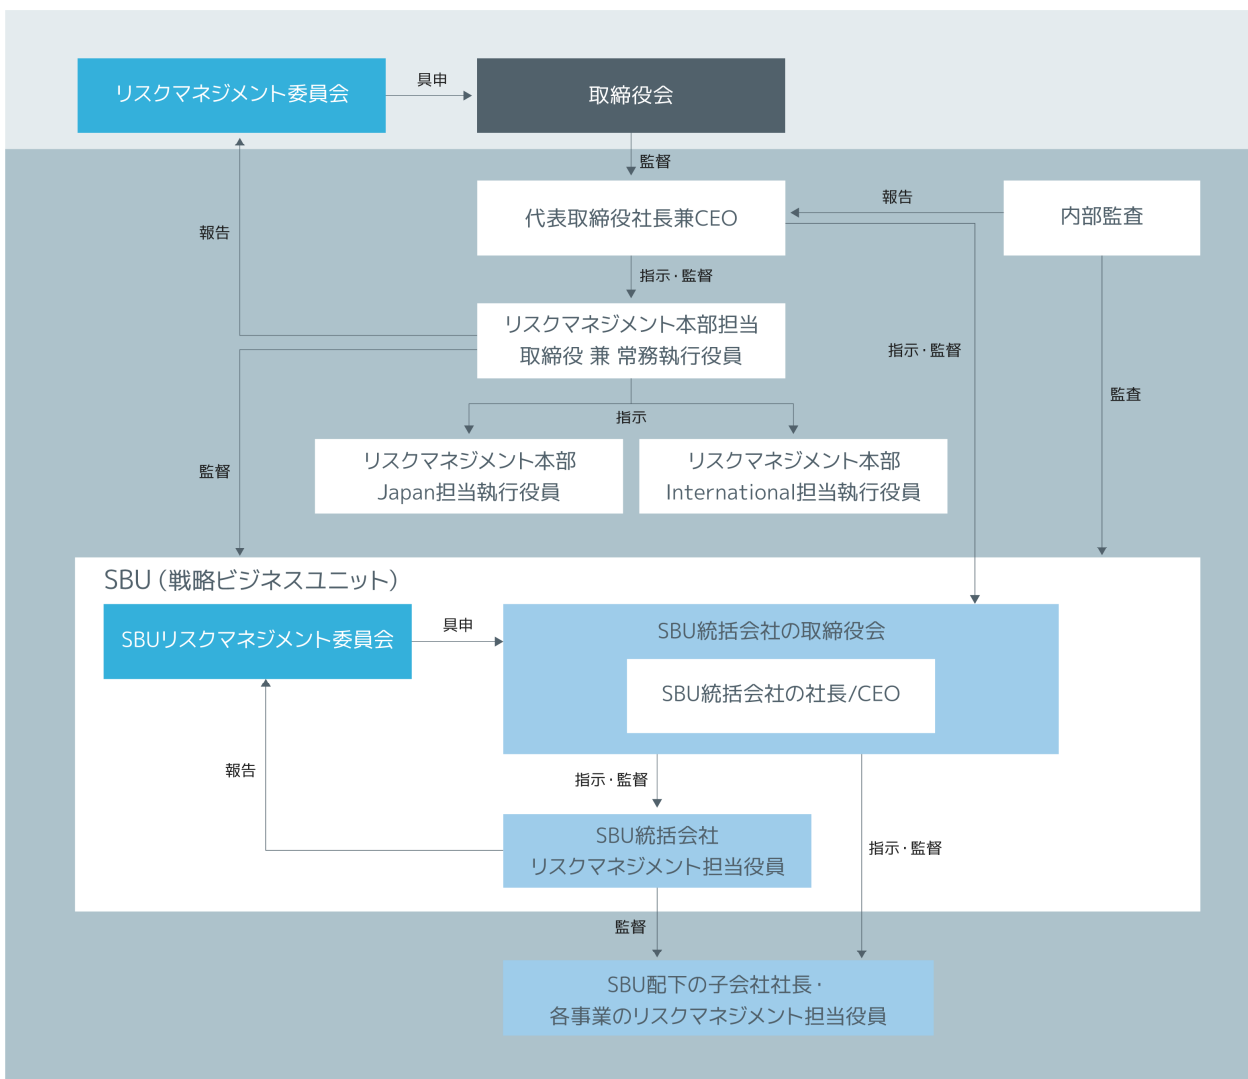 リスクマネジメント委員会
具申
取締役会
監督
代表取締役社長兼CEO
報告
内部監査
報告
指示・監督
リスクマネジメント本部担当
取締役 兼 常務執行役員
指示・監督
監査
指示
監督
リスクマネジメント本部
Japan担当執行役員
リスクマネジメント本部
International担当執行役員
SBU（戦略ビジネスユニット）
SBUリスクマネジメント委員会
具申
SBU統括会社の取締役会
SBU統括会社の社長/CEO
報告
指示・監督
SBU統括会社
リスクマネジメント担当役員
指示・監督
監督
SBU配下の子会社社長・
各事業のリスクマネジメント担当役員